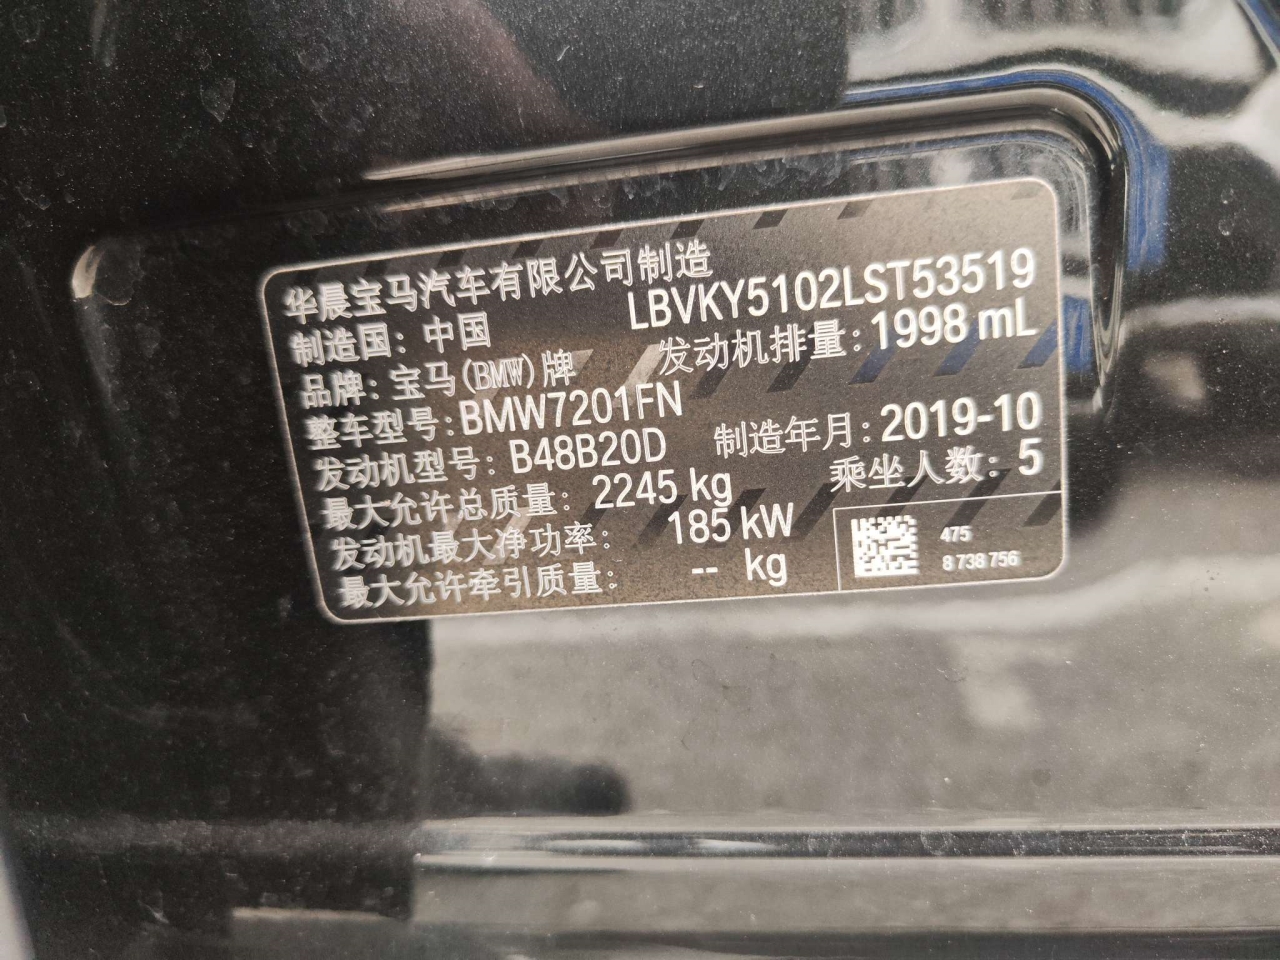 华晨宝马汽车有限公司制造
制造国：中国 LBVKY5102LST53519
品牌：宝马(BMW)牌 发动机排量：1998 mL
整车型号：BMW7201FN
发动机型号：B48B20D 制造年月：2019-10
最大允许总质量：2245 kg 乘坐人数：5
发动机最大净功率：185 kW
最大允许牵引质量：-- kg
475
8 738 756